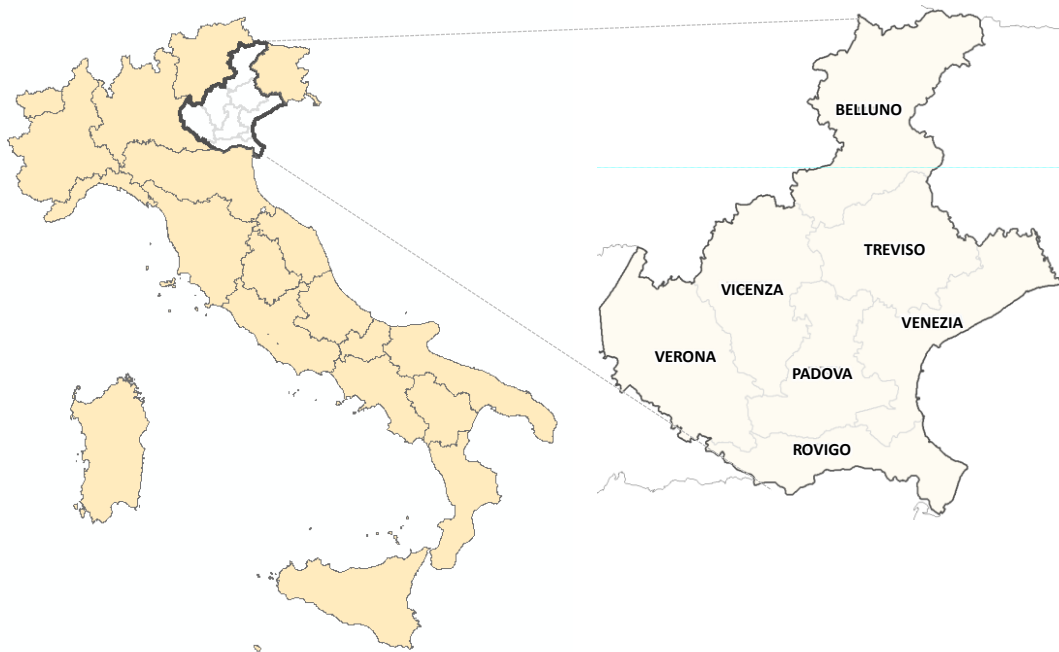 BELLUNO
TREVISO
VICENZA
VENEZIA
VERONA
PADOVA
ROVIGO